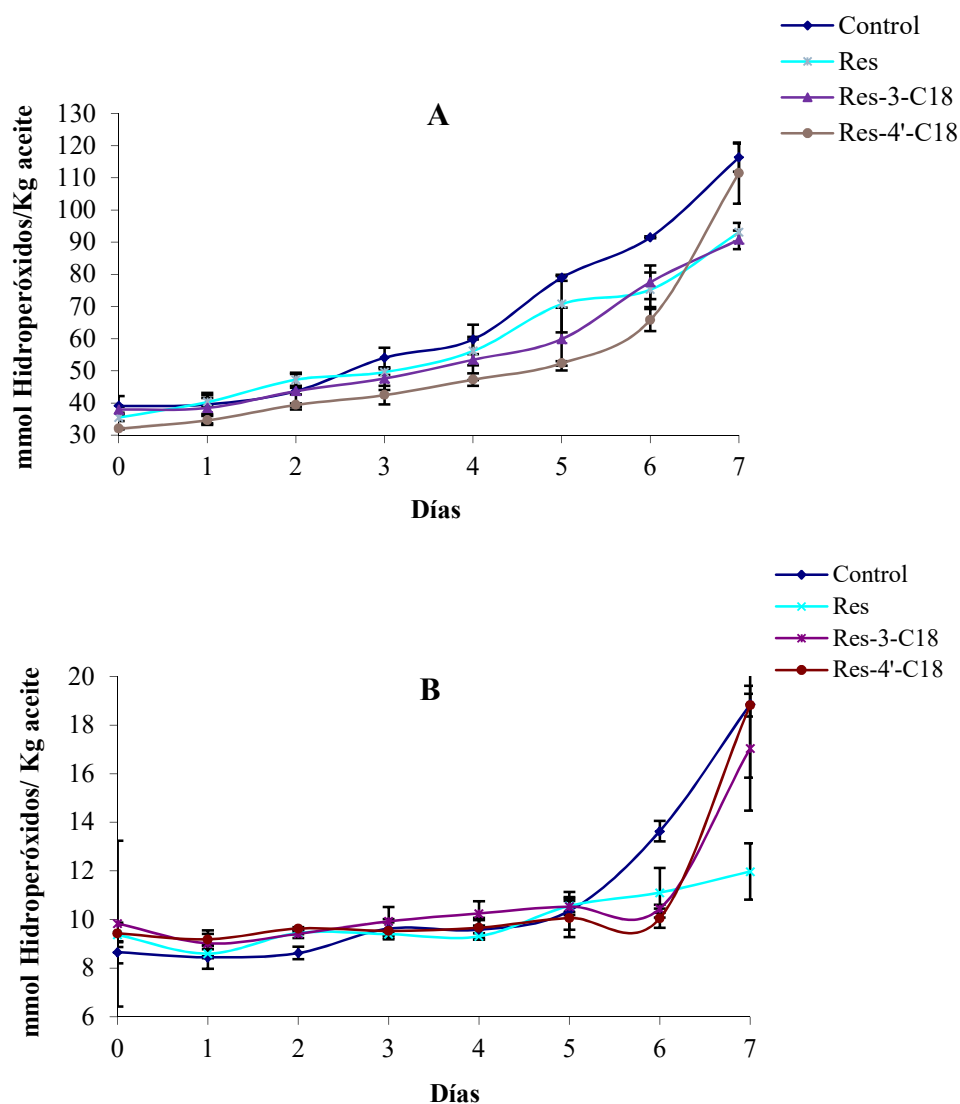 Control
Res
Res-3-C18
Res-4'-C18
A
mmol Hidroperóxidos/Kg aceite
130
120
110
100
90
80
70
60
50
40
30
0 1 2 3 4 5 6 7
Días
Control
Res
Res-3-C18
Res-4'-C18
B
mmol Hidroperóxidos/ Kg aceite
20
18
16
14
12
10
8
6
0 1 2 3 4 5 6 7
Días